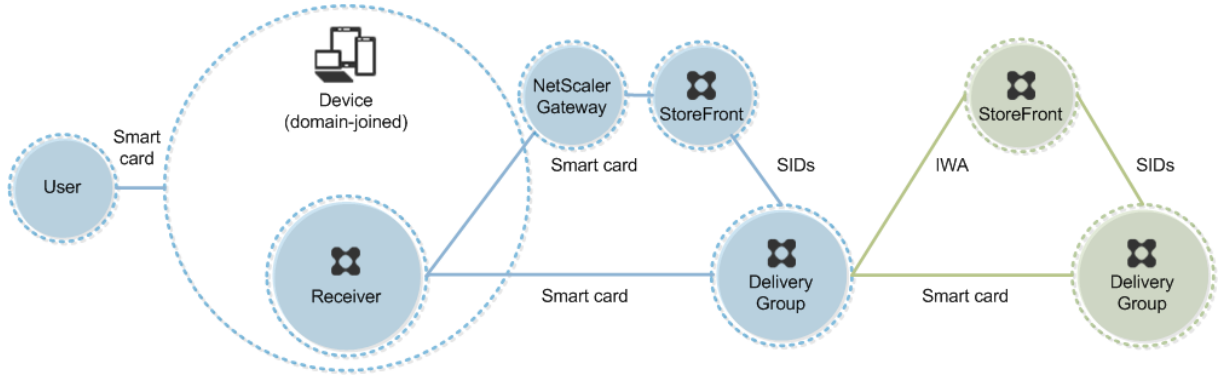 User
Smart
card
Device
(domain-joined)
Receiver
NetScaler
Gateway
StoreFront
Smart card
SIDs
Smart card
Delivery
Group
IWA
StoreFront
SIDs
Smart card
Delivery
Group